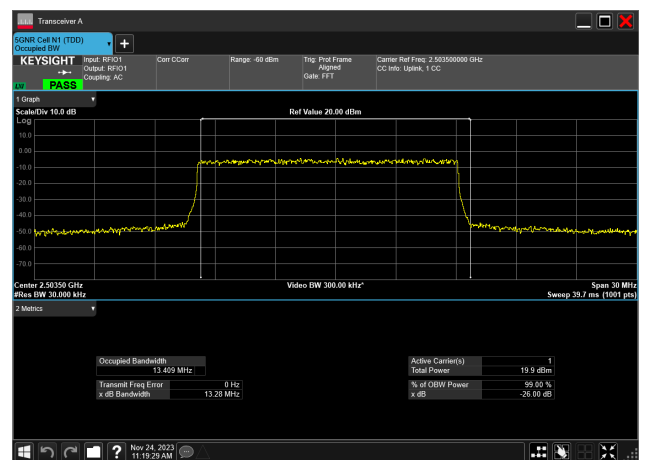 Transceiver A
5GNR Cell N1 (TDD)
Occupied BW
KEYSIGHT
LV
PASS
Input: RFIO1
Output: RFIO1
Coupling: AC
Corr CCorr
Range: -60 dBm
Trig: Prot Frame
Aligned
Gate: FFT
Carrier Ref Freq: 2.503500000 GHz
CC Info: Uplink, 1 CC
1 Graph
Scale/Div 10.0 dB
Ref Value 20.00 dBm
Log
10.0
0.00
-10.0
-20.0
-30.0
-40.0
-50.0
-60.0
-70.0
Center 2.50350 GHz
Video BW 300.00 kHz^
Span 30 MHz
#Res BW 30.000 kHz
Sweep 39.7 ms (1001 pts)
2 Metrics
Occupied Bandwidth
13.409 MHz
Transmit Freq Error 0 Hz
x dB Bandwidth 13.28 MHz
Active Carrier(s) 1
Total Power 19.9 dBm
% of OBW Power 99.00 %
x dB -26.00 dB
Nov 24, 2023
11:19:29 AM